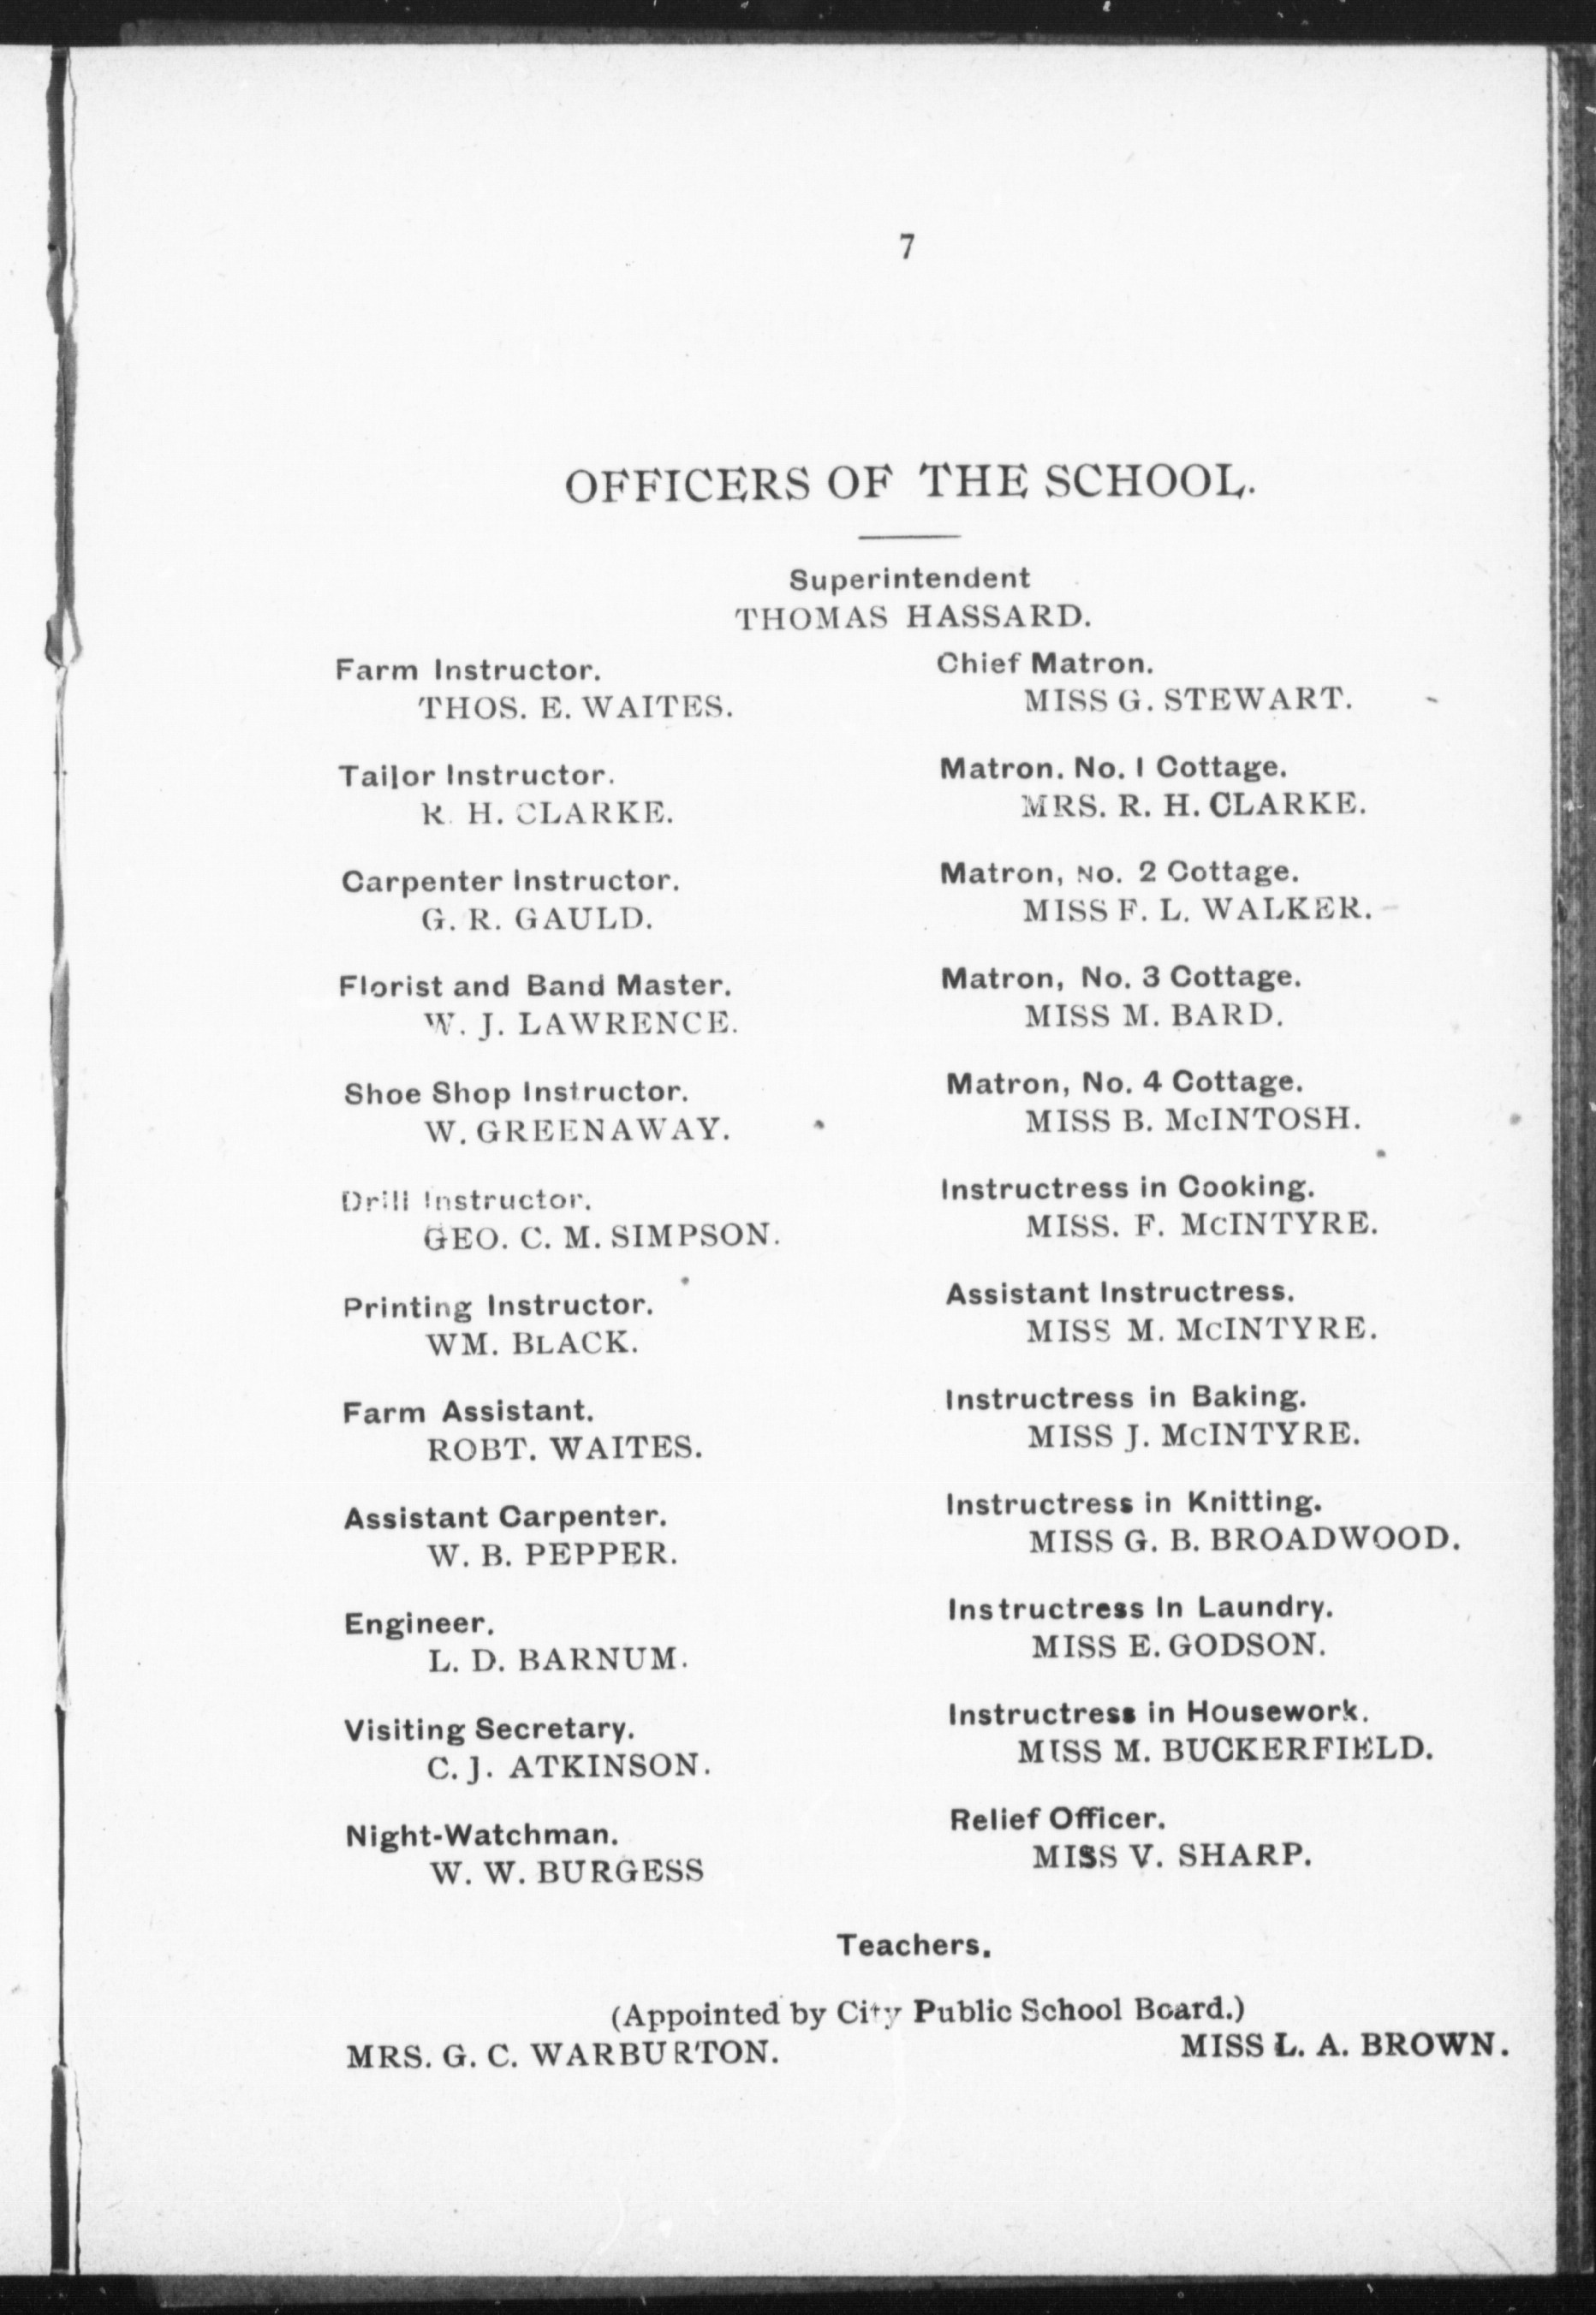 7
OFFICERS OF THE SCHOOL.
Superintendent
THOMAS HASSARD.
Farm Instructor.
THOS. E. WAITES.
Tailor Instructor.
R. H. CLARKE.
Carpenter Instructor.
G. R. GAULD.
Florist and Band Master.
W. J. LAWRENCE.
Shoe Shop Instructor.
W. GREENAWAY.
Drill Instructor.
GEO. C. M. SIMPSON.
Printing Instructor.
WM. BLACK.
Farm Assistant.
ROBT. WAITES.
Assistant Carpenter.
W. B. PEPPER.
Engineer.
L. D. BARNUM.
Visiting Secretary.
C. J. ATKINSON.
Night-Watchman.
W. W. BURGESS
Chief Matron.
MISS G. STEWART.
Matron. No. 1 Cottage.
MRS. R. H. CLARKE.
Matron, No. 2 Cottage.
MISS F. L. WALKER.
Matron, No. 3 Cottage.
MISS M. BARD.
Matron, No. 4 Cottage.
MISS B. McINTOSH.
Instructress in Cooking.
MISS. F. McINTYRE.
Assistant Instructress.
MISS M. McINTYRE.
Instructress in Baking.
MISS J. McINTYRE.
Instructress in Knitting.
MISS G. B. BROADWOOD.
Instructress In Laundry.
MISS E. GODSON.
Instructress in Housework.
MISS M. BUCKERFIELD.
Relief Officer.
MISS V. SHARP.
Teachers.
(Appointed by City Public School Board.)
MRS. G. C. WARBURTON. MISS L. A. BROWN.